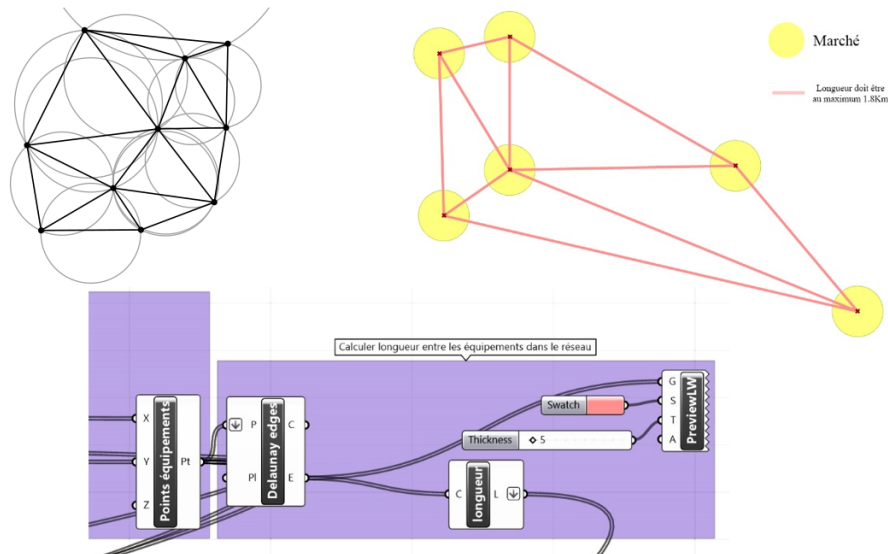 Marché
Longueur doit être
au maximum 1.8Km
Calculer longueur entre les équipements dans le réseau
X
Y
Z
Points équipements
Pt
P
Pl
Delaunay edges
C
E
Swatch
Thickness
5
C
longueur
L
G
S
T
A
PreviewLW